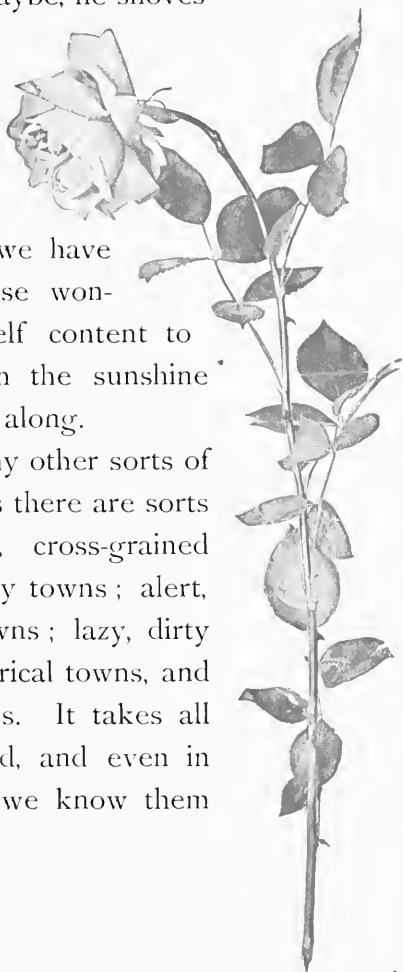 aybe, he shoves
we have
se won-
elf content to
n the sunshine
along.
ny other sorts of
s there are sorts
, cross-grained
y towns ; alert,
wns ; lazy, dirty
rical towns, and
s. It takes all
d, and even in
we know them